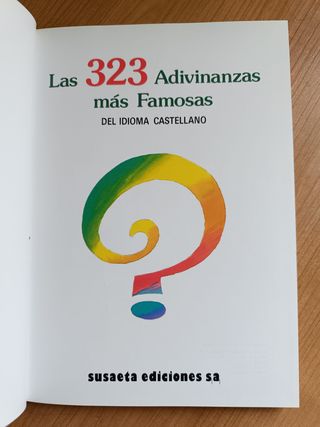 Las 323 Adivinanzas
más Famosas
DEL IDIOMA CASTELLANO
susaeta ediciones sa